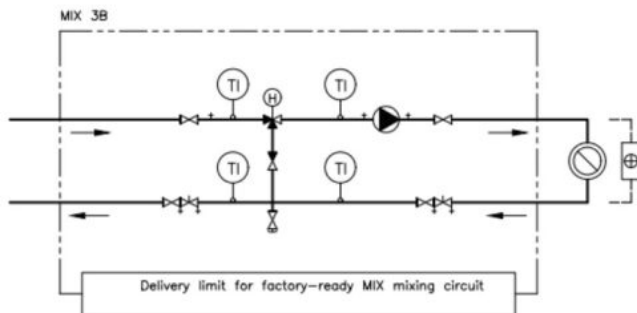 MIX 3B
TI
TI
H
TI
TI
Delivery limit for factory-ready MIX mixing circuit